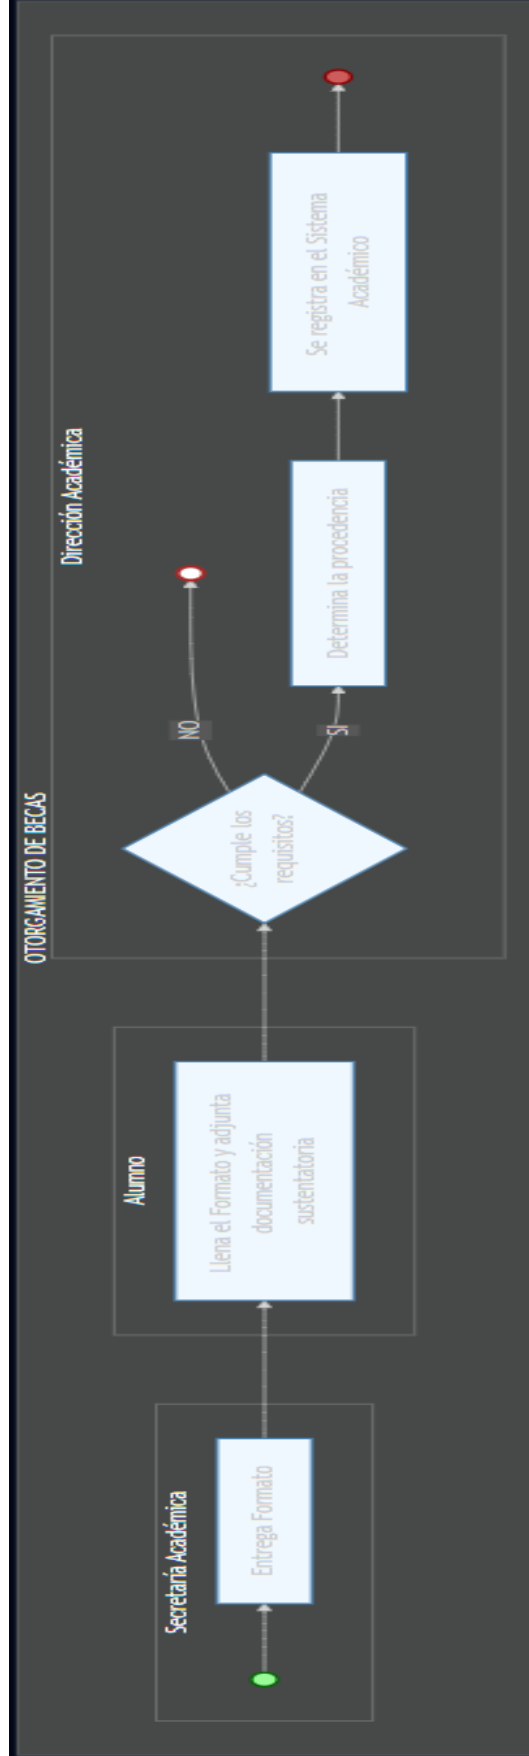 OTORGAMIENTO DE BECAS
Secretaría Académica
Entrega Formato
Alumno
Llena el Formato y adjunta
documentación
sustentatoria
Dirección Académica
¿Cumple los
requisitos?
NO
SI
Determina la procedencia
Se registra en el Sistema
Académico